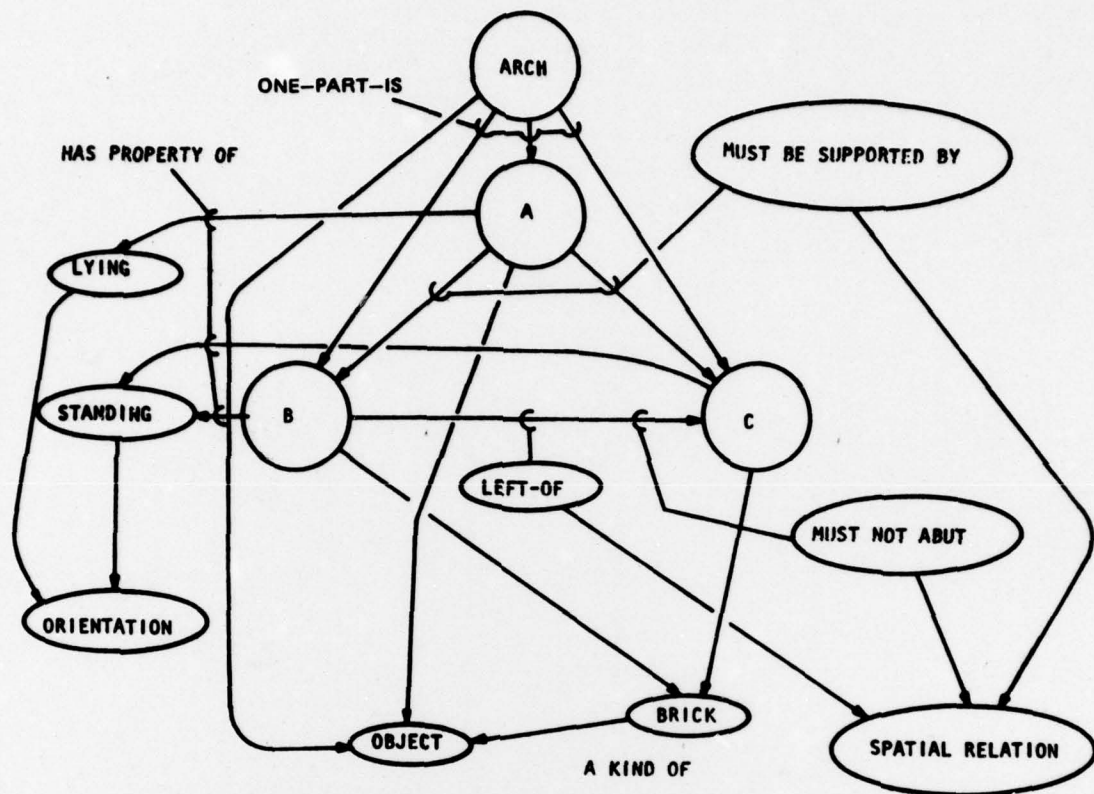 ARCH
ONE-PART-IS
HAS PROPERTY OF
MUST BE SUPPORTED BY
A
LYING
STANDING
B
C
LEFT-OF
MUST NOT ABUT
ORIENTATION
BRICK
OBJECT
SPATIAL RELATION
A KIND OF